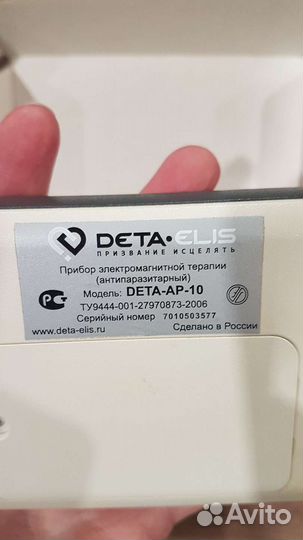 DETA·ELIS
ПРИЗВАНИЕ ИСЦЕЛЯТЬ
Прибор электромагнитной терапии
(антипаразитарный)
Модель: DETA-AP-10
ТУ9444-001-27970873-2006
Серийный номер 7010503577
www.deta-elis.ru Сделано в России
Avito